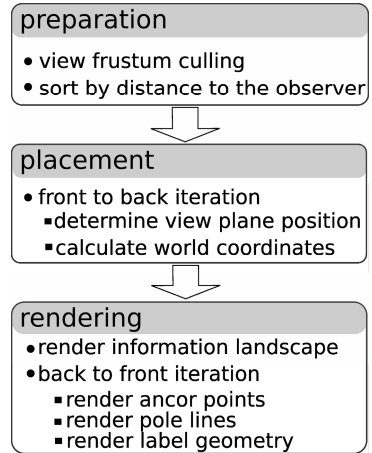 preparation
• view frustum culling
• sort by distance to the observer
placement
• front to back iteration
▪determine view plane position
▪calculate world coordinates
rendering
•render information landscape
•back to front iteration
▪render ancor points
▪render pole lines
▪render label geometry